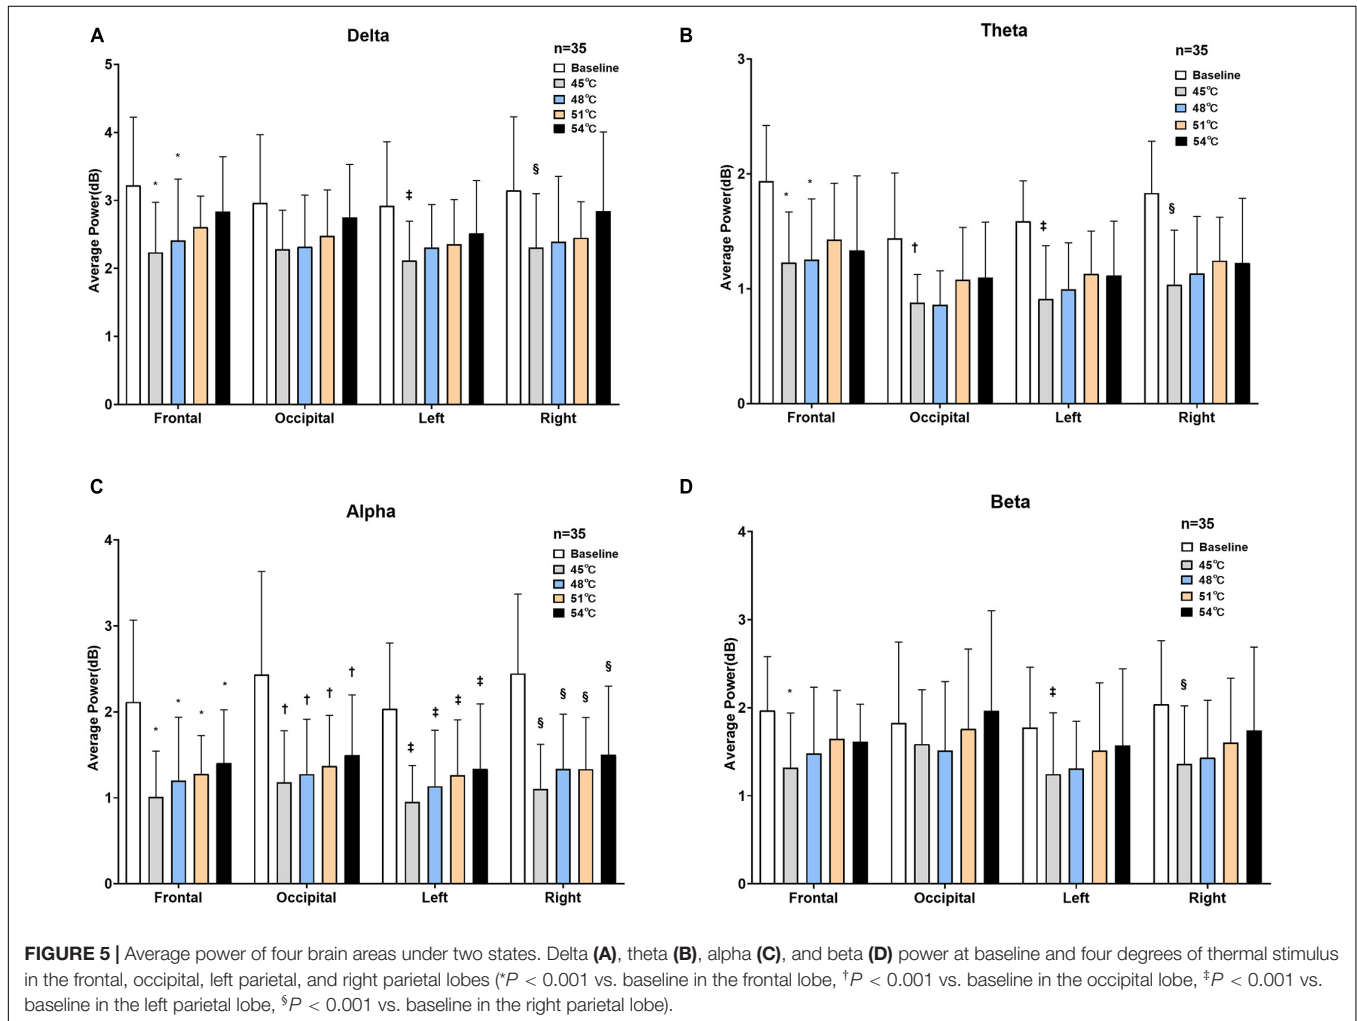 A
Delta
n=35
Baseline
45°C
48°C
51°C
54°C
Average Power(dB)
5
4
3
2
1
0
* * ‡ §
Frontal Occipital Left Right
B
Theta
n=35
Baseline
45°C
48°C
51°C
54°C
Average Power(dB)
3
2
1
0
* * † ‡ §
Frontal Occipital Left Right
C
Alpha
n=35
Baseline
45°C
48°C
51°C
54°C
Average Power(dB)
4
3
2
1
0
* * * * † † † † ‡ ‡ ‡ ‡ § § § §
Frontal Occipital Left Right
D
Beta
n=35
Baseline
45°C
48°C
51°C
54°C
Average Power(dB)
4
3
2
1
0
* ‡ §
Frontal Occipital Left Right
FIGURE 5 | Average power of four brain areas under two states. Delta (A), theta (B), alpha (C), and beta (D) power at baseline and four degrees of thermal stimulus
in the frontal, occipital, left parietal, and right parietal lobes (*P < 0.001 vs. baseline in the frontal lobe, †P < 0.001 vs. baseline in the occipital lobe, ‡P < 0.001 vs.
baseline in the left parietal lobe, §P < 0.001 vs. baseline in the right parietal lobe).